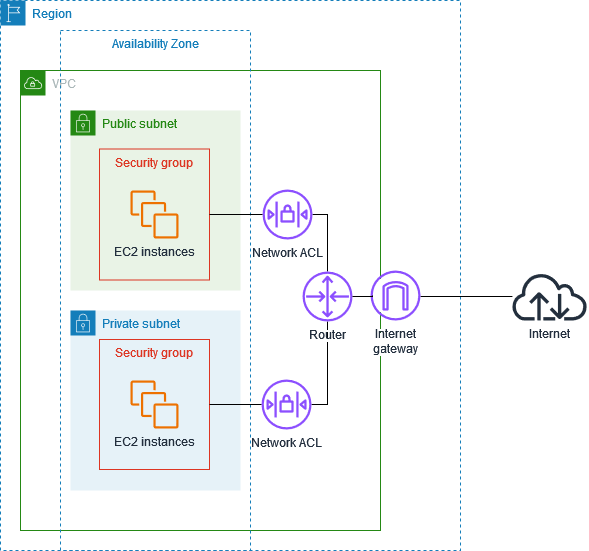 Region
Availability Zone
VPC
Public subnet
Security group
EC2 instances
Network ACL
Router
Internet
gateway
Internet
Private subnet
Security group
EC2 instances
Network ACL